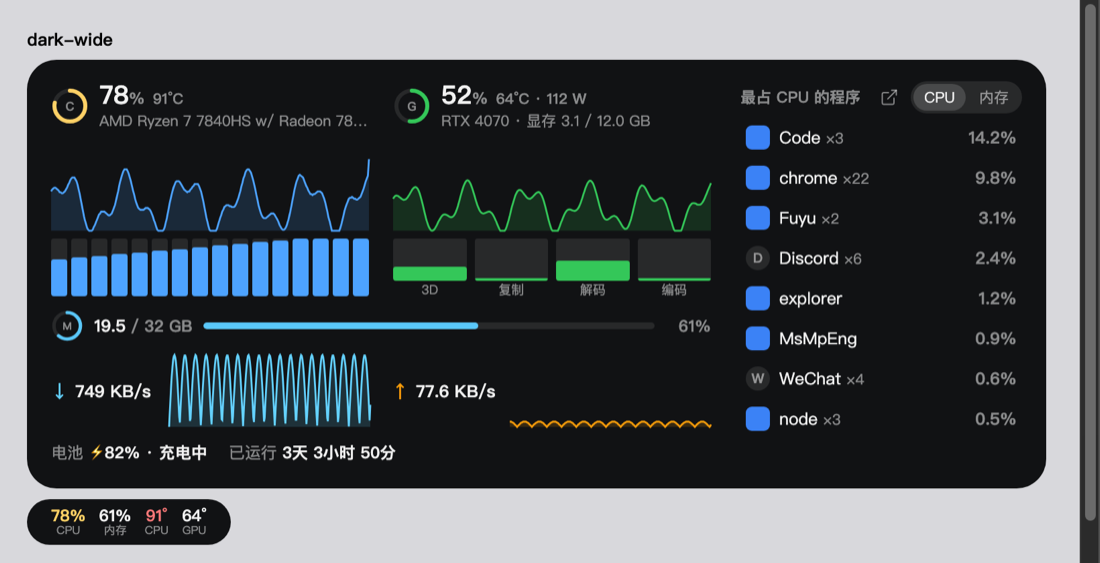 dark-wide
C 78% 91°C
AMD Ryzen 7 7840HS w/ Radeon 78...
G 52% 64°C · 112 W
RTX 4070 · 显存 3.1 / 12.0 GB
3D 复制 解码 编码
M 19.5 / 32 GB 61%
↓ 749 KB/s ↑ 77.6 KB/s
电池 ⚡82% · 充电中 已运行 3天 3小时 50分
最占 CPU 的程序 CPU 内存
Code ×3 14.2%
chrome ×22 9.8%
Fuyu ×2 3.1%
D Discord ×6 2.4%
explorer 1.2%
MsMpEng 0.9%
W WeChat ×4 0.6%
node ×3 0.5%
78% 61% 91° 64°
CPU 内存 CPU GPU